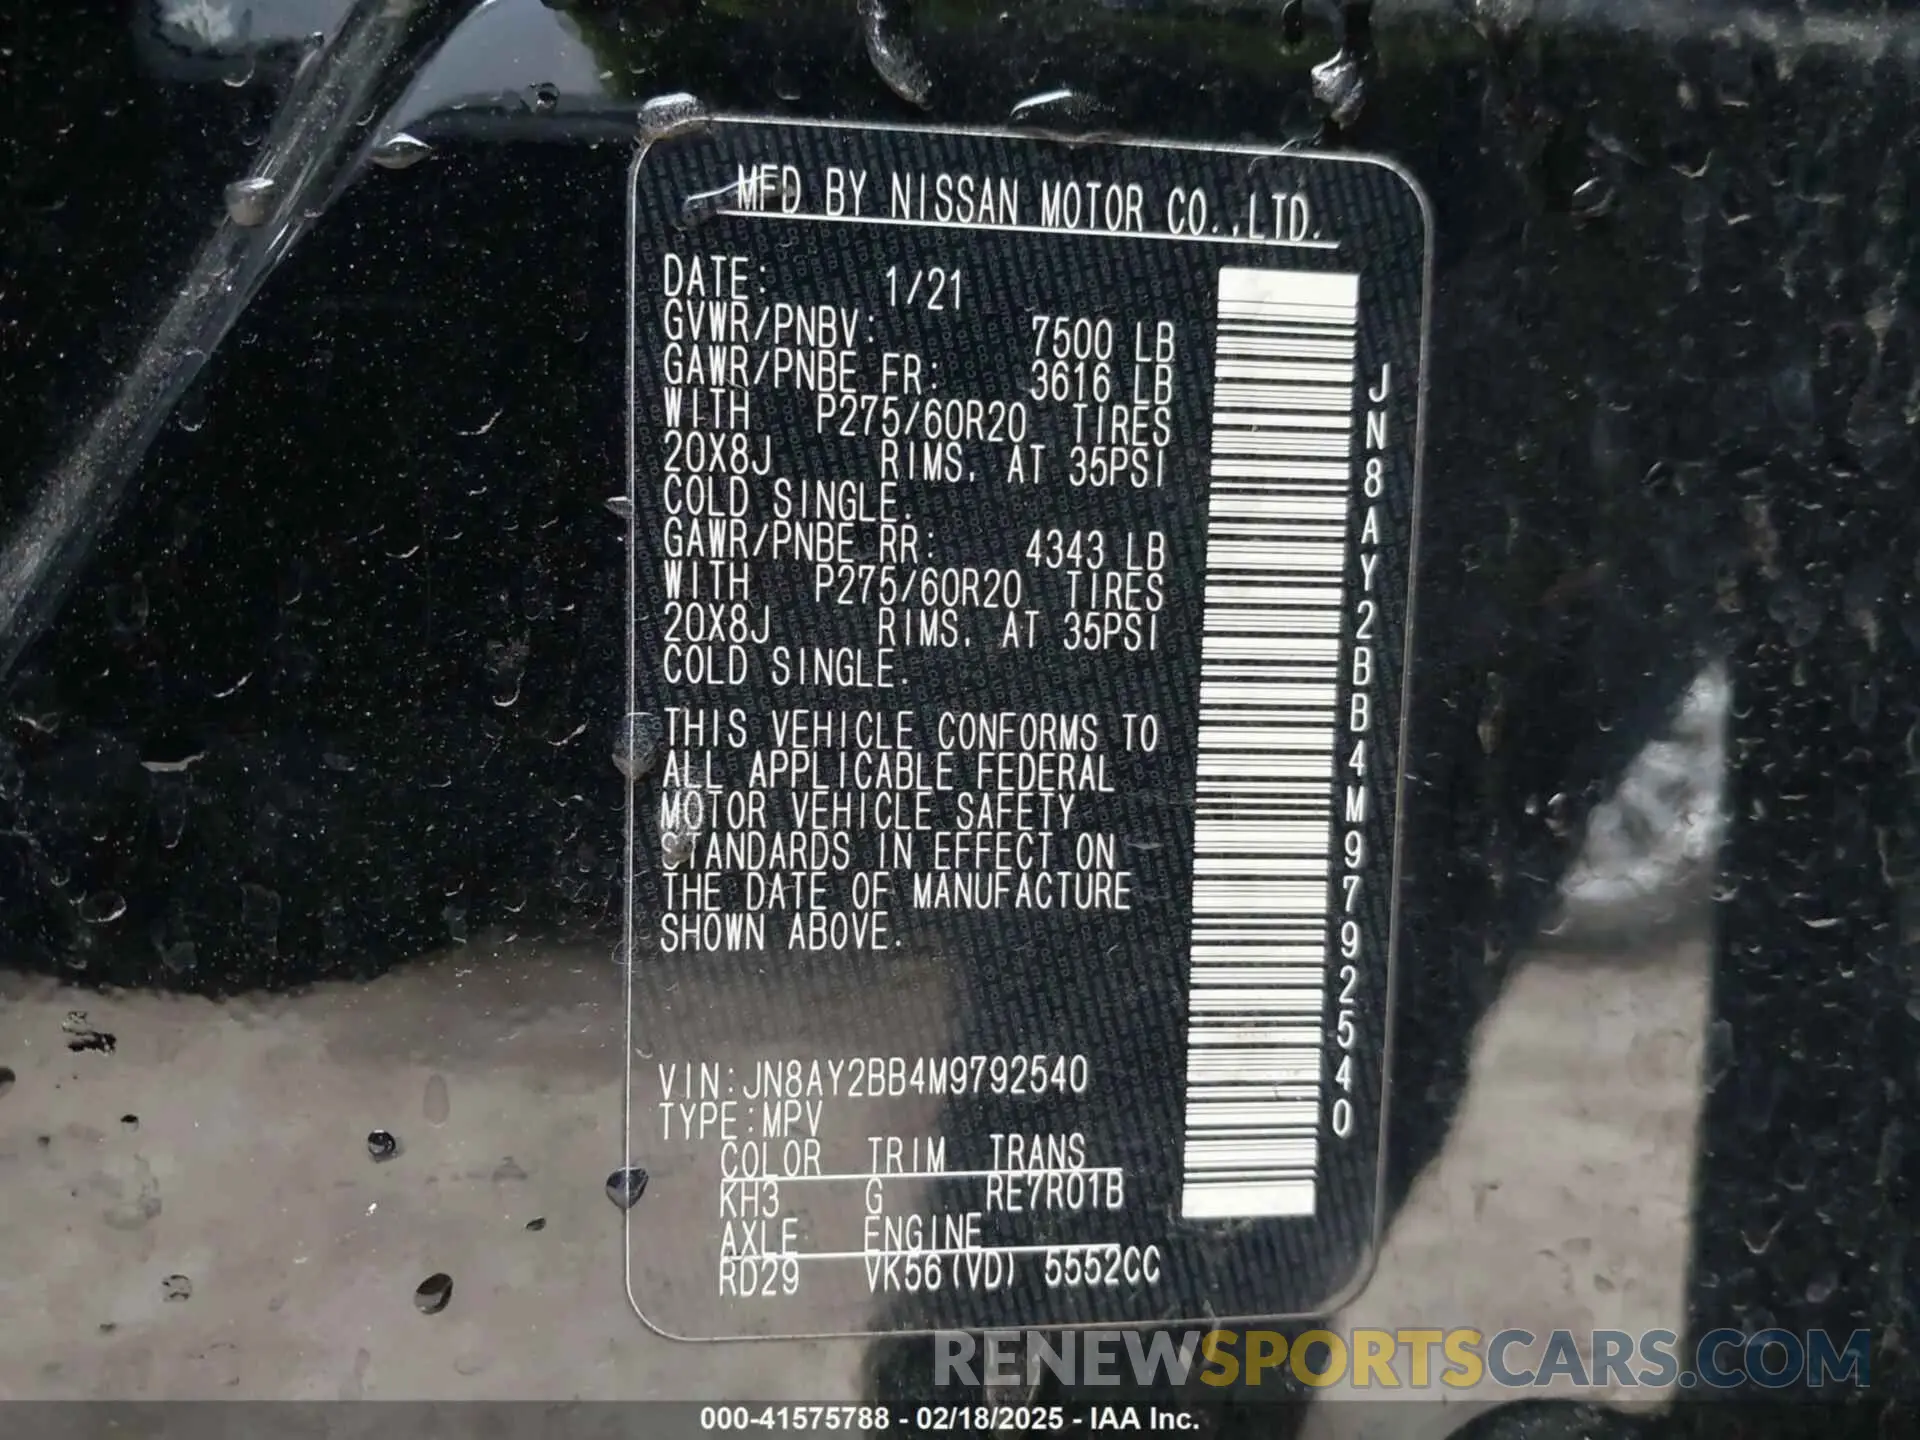 MFD BY NISSAN MOTOR CO.,LTD.
DATE: 1/21
GVWR/PNBV: 7500 LB
GAWR/PNBE FR: 3616 LB
WITH P275/60R20 TIRES
20X8J RIMS. AT 35PSI
COLD SINGLE.
GAWR/PNBE RR: 4343 LB
WITH P275/60R20 TIRES
20X8J RIMS. AT 35PSI
COLD SINGLE.
THIS VEHICLE CONFORMS TO
ALL APPLICABLE FEDERAL
MOTOR VEHICLE SAFETY
STANDARDS IN EFFECT ON
THE DATE OF MANUFACTURE
SHOWN ABOVE.
VIN:JN8AY2BB4M9792540
TYPE:MPV
COLOR TRIM TRANS
KH3 G RE7R01B
AXLE ENGINE
RD29 VK56(VD) 5552CC
JN8AY2BB4M9792540
RENEWSPORTSCARS.COM
000-41575788 - 02/18/2025 - IAA Inc.